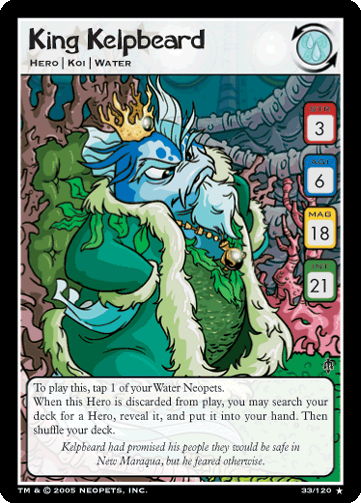 King Kelpbeard
Hero | Koi | Water
STR
3
AGI
6
MAG
18
INT
21
To play this, tap 1 of your Water Neopets.
When this Hero is discarded from play, you may search your
deck for a Hero, reveal it, and put it into your hand. Then
shuffle your deck.
Kelpbeard had promised his people they would be safe in
New Maraqua, but he feared otherwise.
TM & © 2005 NEOPETS, INC.
33/120 ★